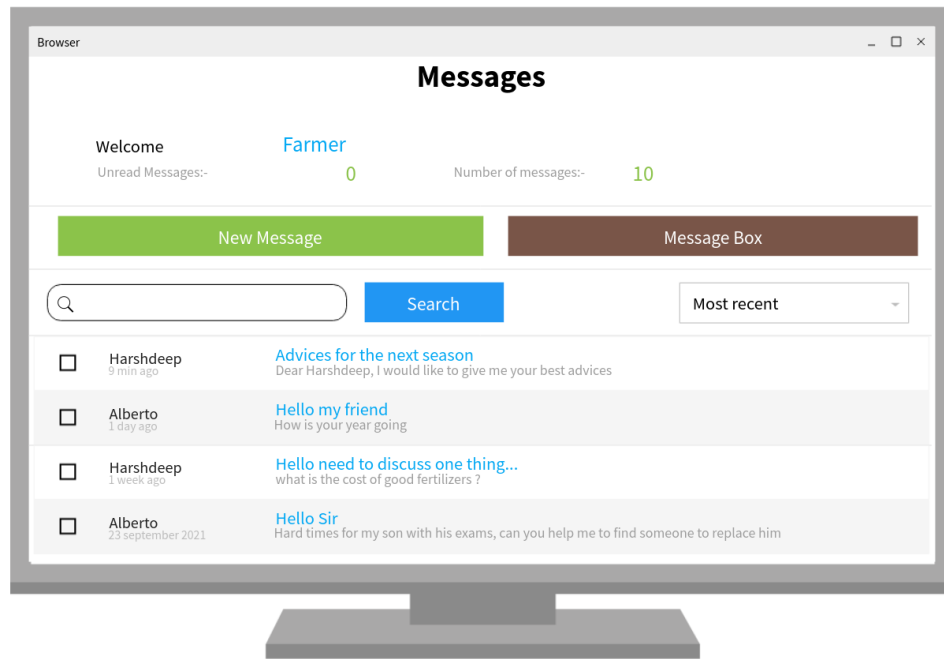 Browser
Messages
Welcome Farmer
Unread Messages:- 0 Number of messages:- 10
New Message Message Box
Search Most recent
Harshdeep Advices for the next season
9 min ago Dear Harshdeep, I would like to give me your best advices
Alberto Hello my friend
1 day ago How is your year going
Harshdeep Hello need to discuss one thing...
1 week ago what is the cost of good fertilizers ?
Alberto Hello Sir
23 september 2021 Hard times for my son with his exams, can you help me to find someone to replace him